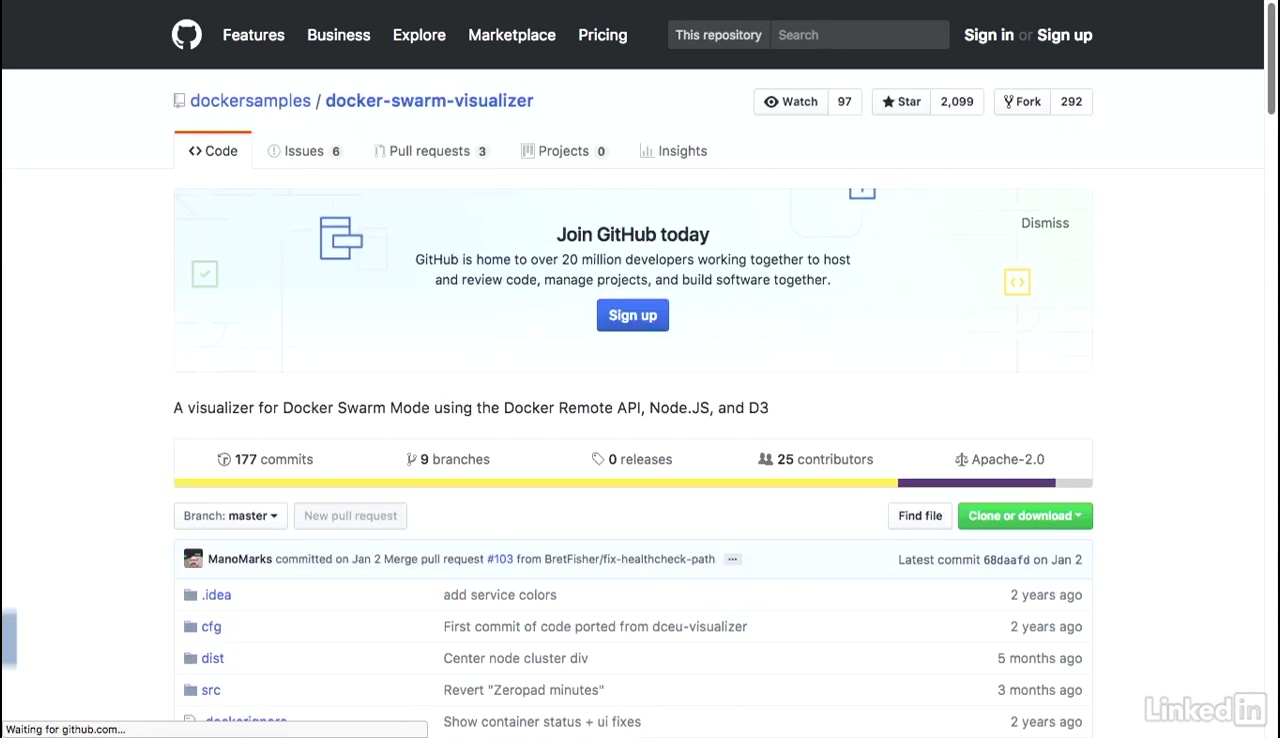 Features Business Explore Marketplace Pricing This repository Search Sign in or Sign up
dockersamples / docker-swarm-visualizer Watch 97 Star 2,099 Fork 292
Code Issues 6 Pull requests 3 Projects 0 Insights
Dismiss
Join GitHub today
GitHub is home to over 20 million developers working together to host
and review code, manage projects, and build software together.
Sign up
A visualizer for Docker Swarm Mode using the Docker Remote API, Node.JS, and D3
177 commits 9 branches 0 releases 25 contributors Apache-2.0
Branch: master New pull request Find file Clone or download
ManoMarks committed on Jan 2 Merge pull request #103 from BretFisher/fix-healthcheck-path ... Latest commit 68daafd on Jan 2
.idea add service colors 2 years ago
cfg First commit of code ported from dceu-visualizer 2 years ago
dist Center node cluster div 5 months ago
src Revert "Zeropad minutes" 3 months ago
.dockerignore Show container status + ui fixes 2 years ago
Waiting for github.com...
LinkedIn